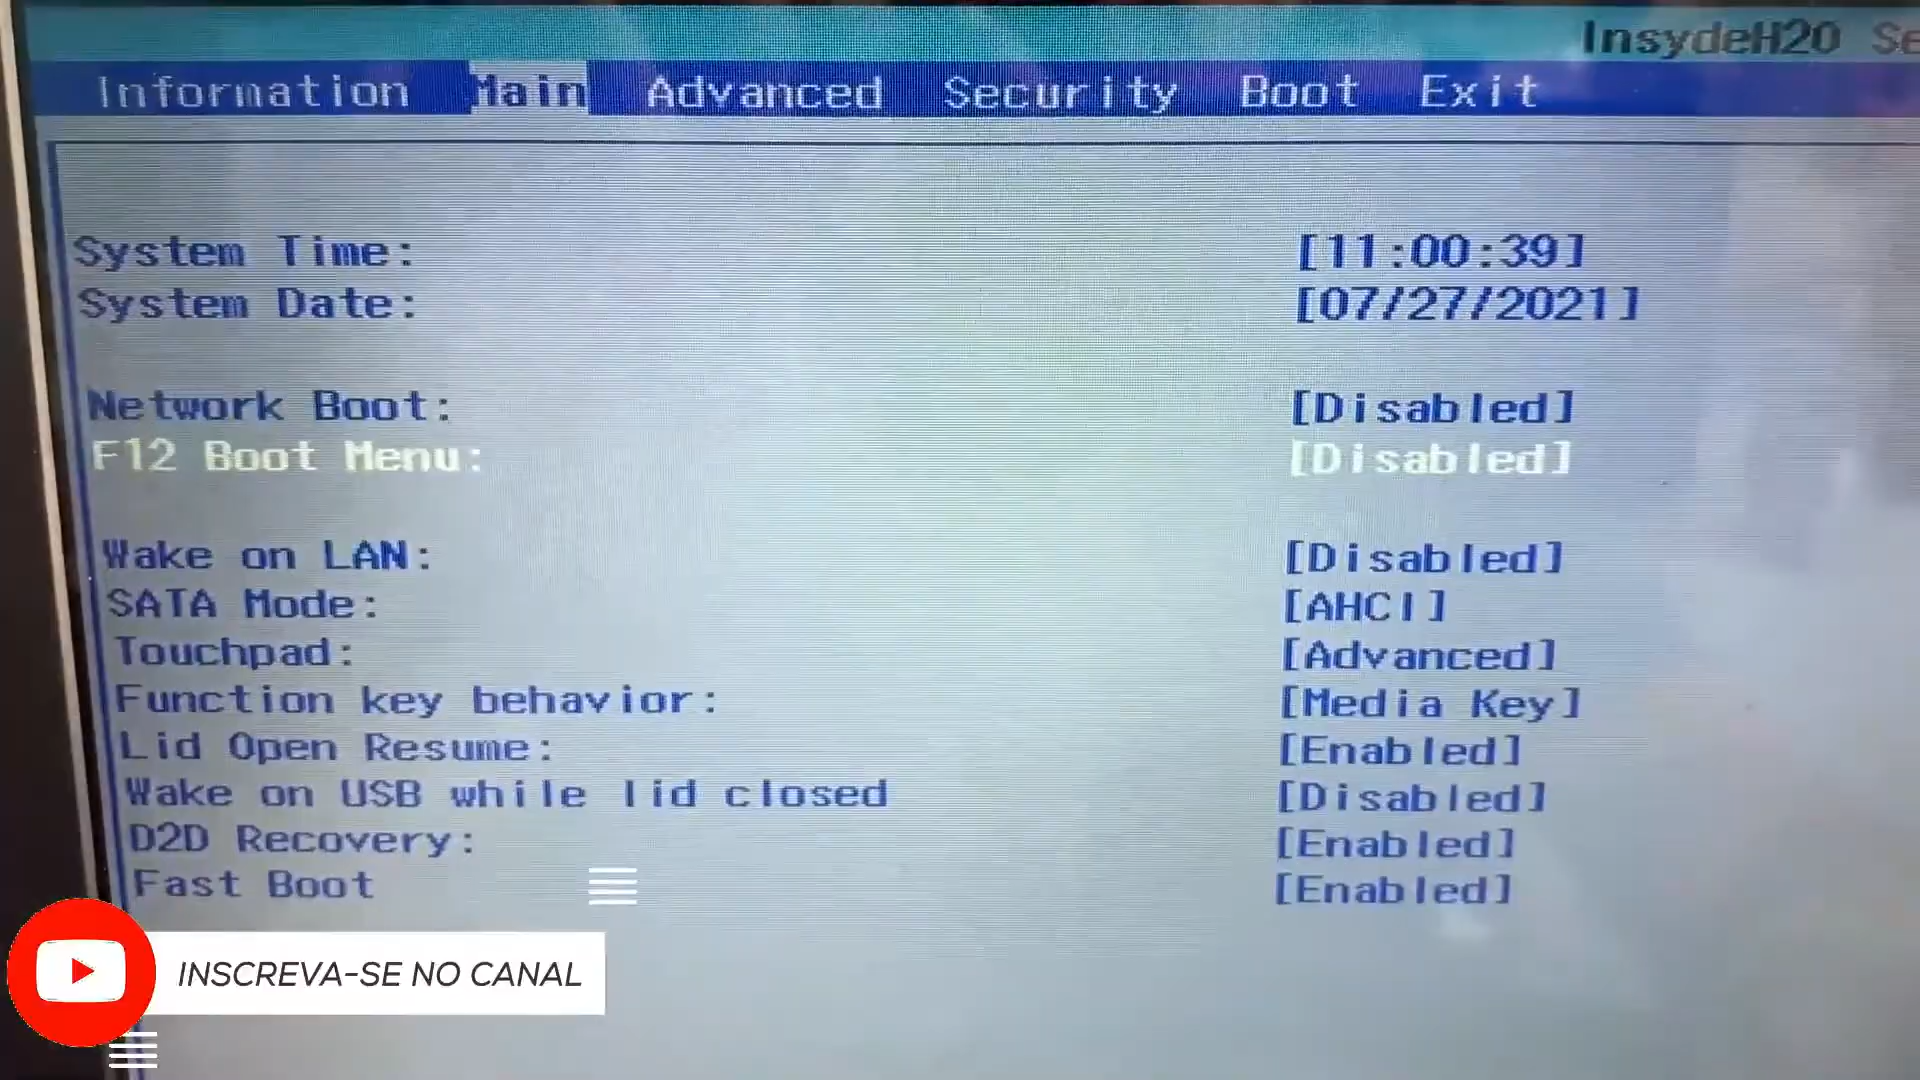 InsydeH20 Se
Information Main Advanced Security Boot Exit
System Time: [11:00:39]
System Date: [07/27/2021]
Network Boot: [Disabled]
F12 Boot Menu: [Disabled]
Wake on LAN: [Disabled]
SATA Mode: [AHCI]
Touchpad: [Advanced]
Function key behavior: [Media Key]
Lid Open Resume: [Enabled]
Wake on USB while lid closed [Disabled]
D2D Recovery: [Enabled]
Fast Boot [Enabled]
INSCREVA-SE NO CANAL